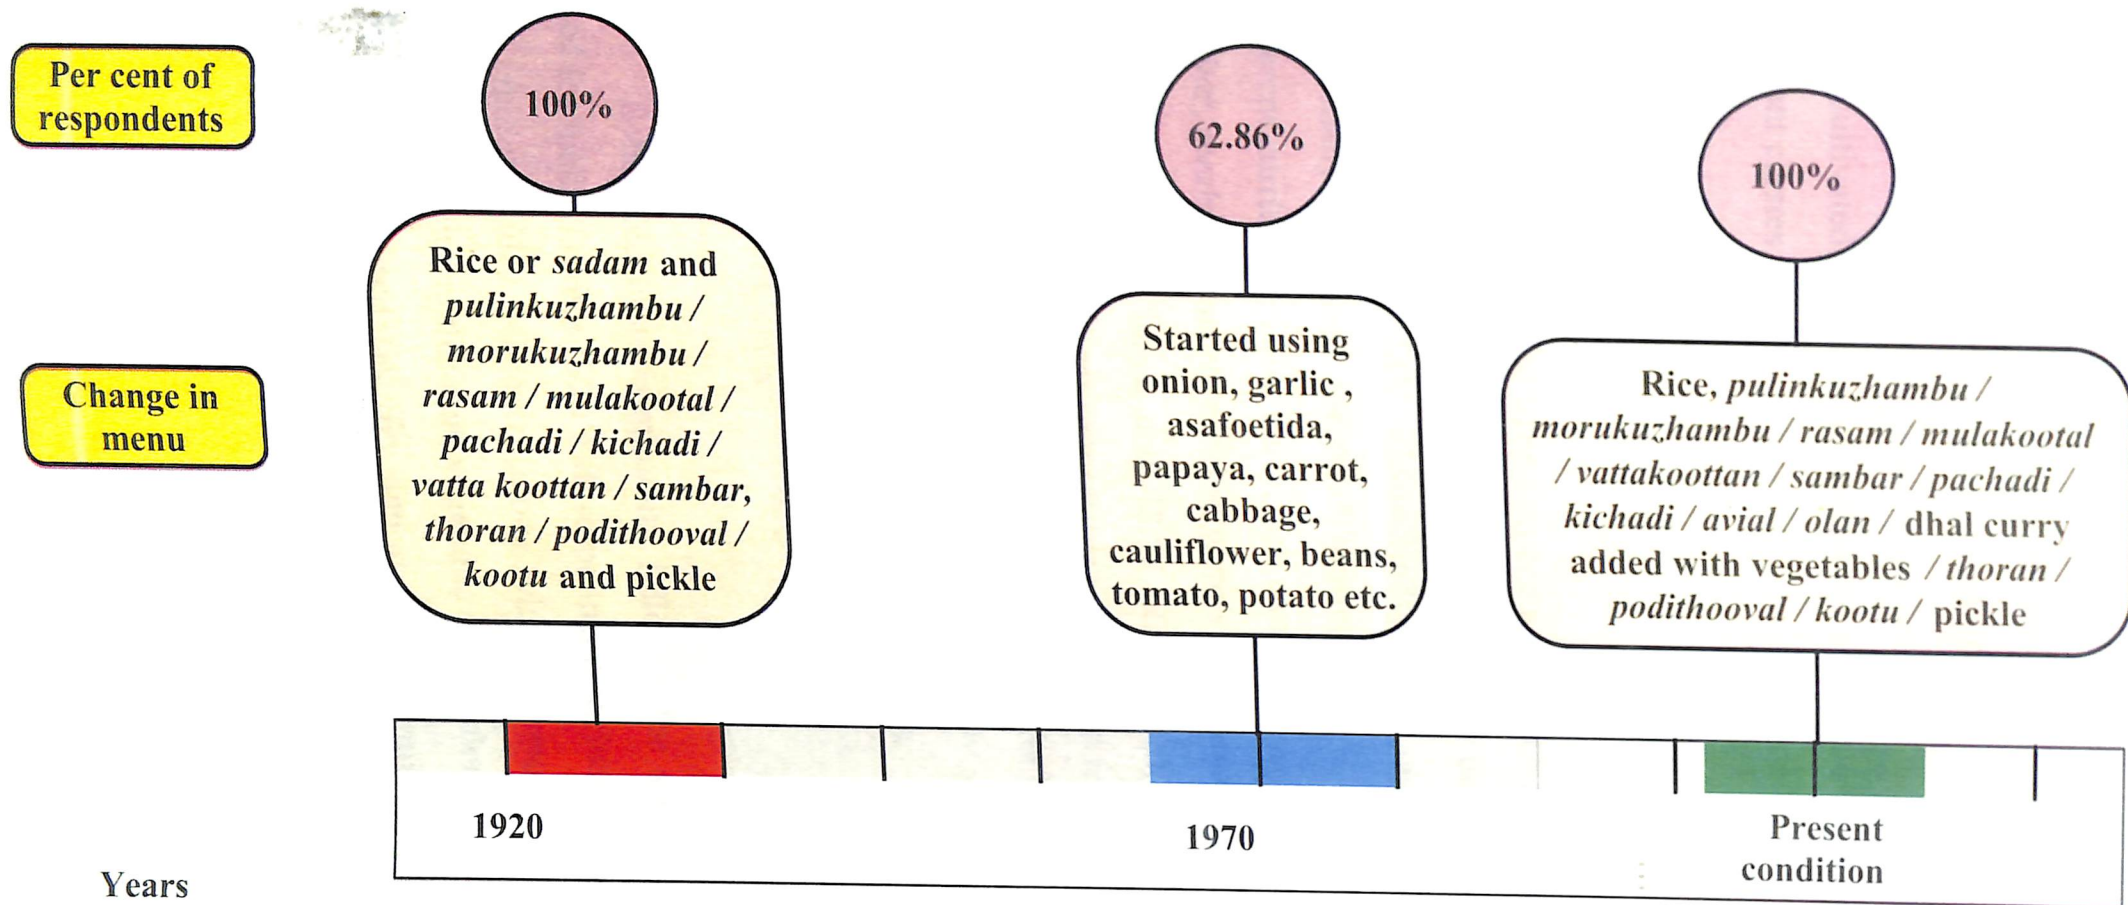 Per cent of
respondents
100%
62.86%
100%
Change in
menu
Rice or sadam and
pulinkuzhambu /
morukuzhambu /
rasam / mulakootal /
pachadi / kichadi /
vatta koottan / sambar,
thoran / podithooval /
kootu and pickle
Started using
onion, garlic ,
asafoetida,
papaya, carrot,
cabbage,
cauliflower, beans,
tomato, potato etc.
Rice, pulinkuzhambu /
morukuzhambu / rasam / mulakootal
/ vattakoottan / sambar / pachadi /
kichadi / avial / olan / dhal curry
added with vegetables / thoran /
podithooval / kootu / pickle
1920
1970
Present
condition
Years